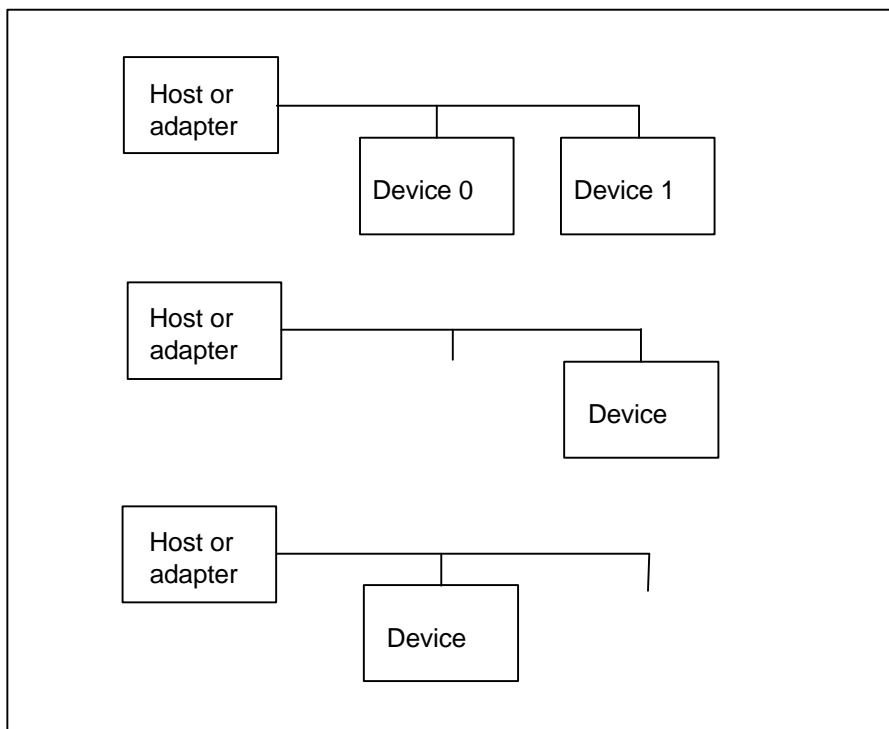 Host or
adapter
Device 0
Device 1
Host or
adapter
Device
Host or
adapter
Device